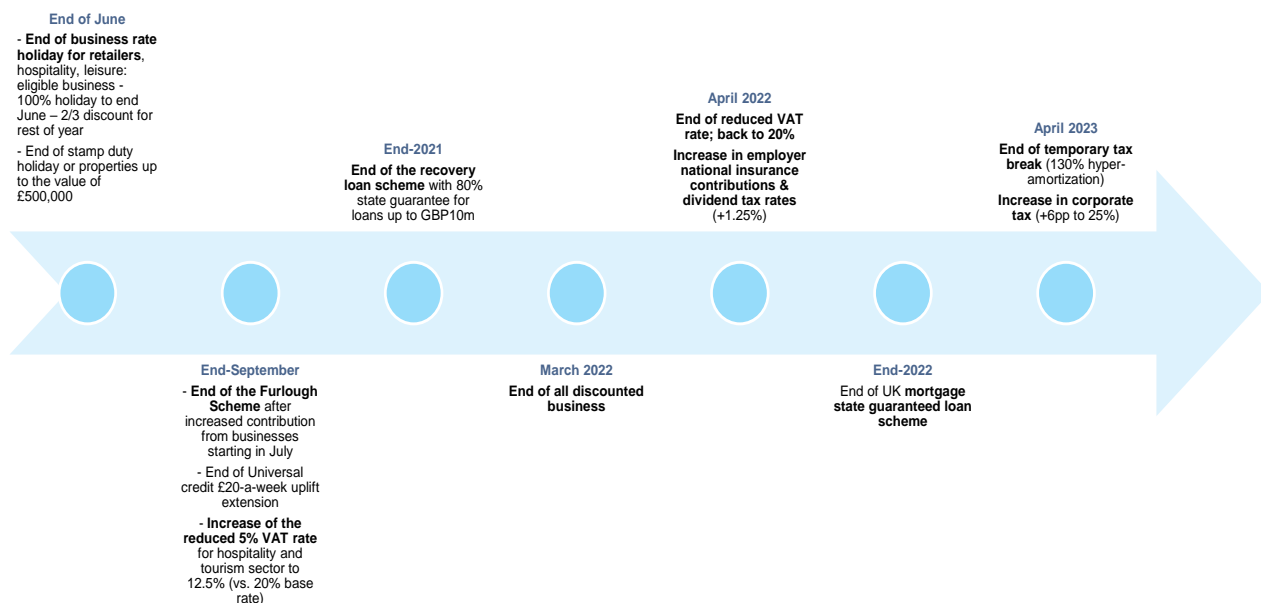 End of June
- End of business rate
holiday for retailers,
hospitality, leisure:
eligible business -
100% holiday to end
June – 2/3 discount for
rest of year
- End of stamp duty
holiday or properties up
to the value of
£500,000
End-September
- End of the Furlough
Scheme after
increased contribution
from businesses
starting in July
- End of Universal
credit £20-a-week uplift
extension
- Increase of the
reduced 5% VAT rate
for hospitality and
tourism sector to
12.5% (vs. 20% base
rate)
End-2021
End of the recovery
loan scheme with 80%
state guarantee for
loans up to GBP10m
March 2022
End of all discounted
business
April 2022
End of reduced VAT
rate; back to 20%
Increase in employer
national insurance
contributions &
dividend tax rates
(+1.25%)
End-2022
End of UK mortgage
state guaranteed loan
scheme
April 2023
End of temporary tax
break (130% hyper-
amortization)
Increase in corporate
tax (+6pp to 25%)